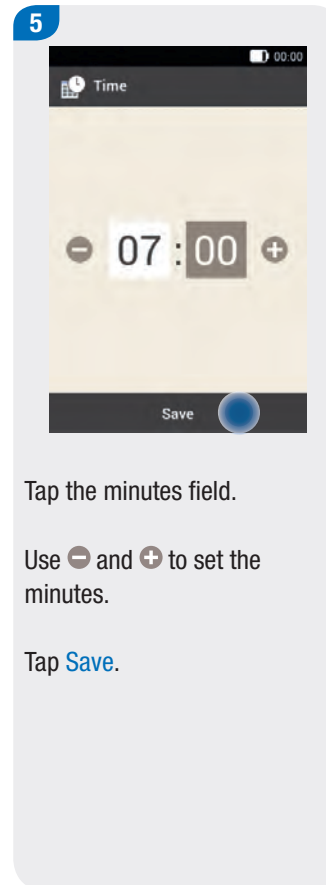 5
00:00
Time
07 : 00
Save
Tap the minutes field.
Use and to set the
minutes.
Tap Save.